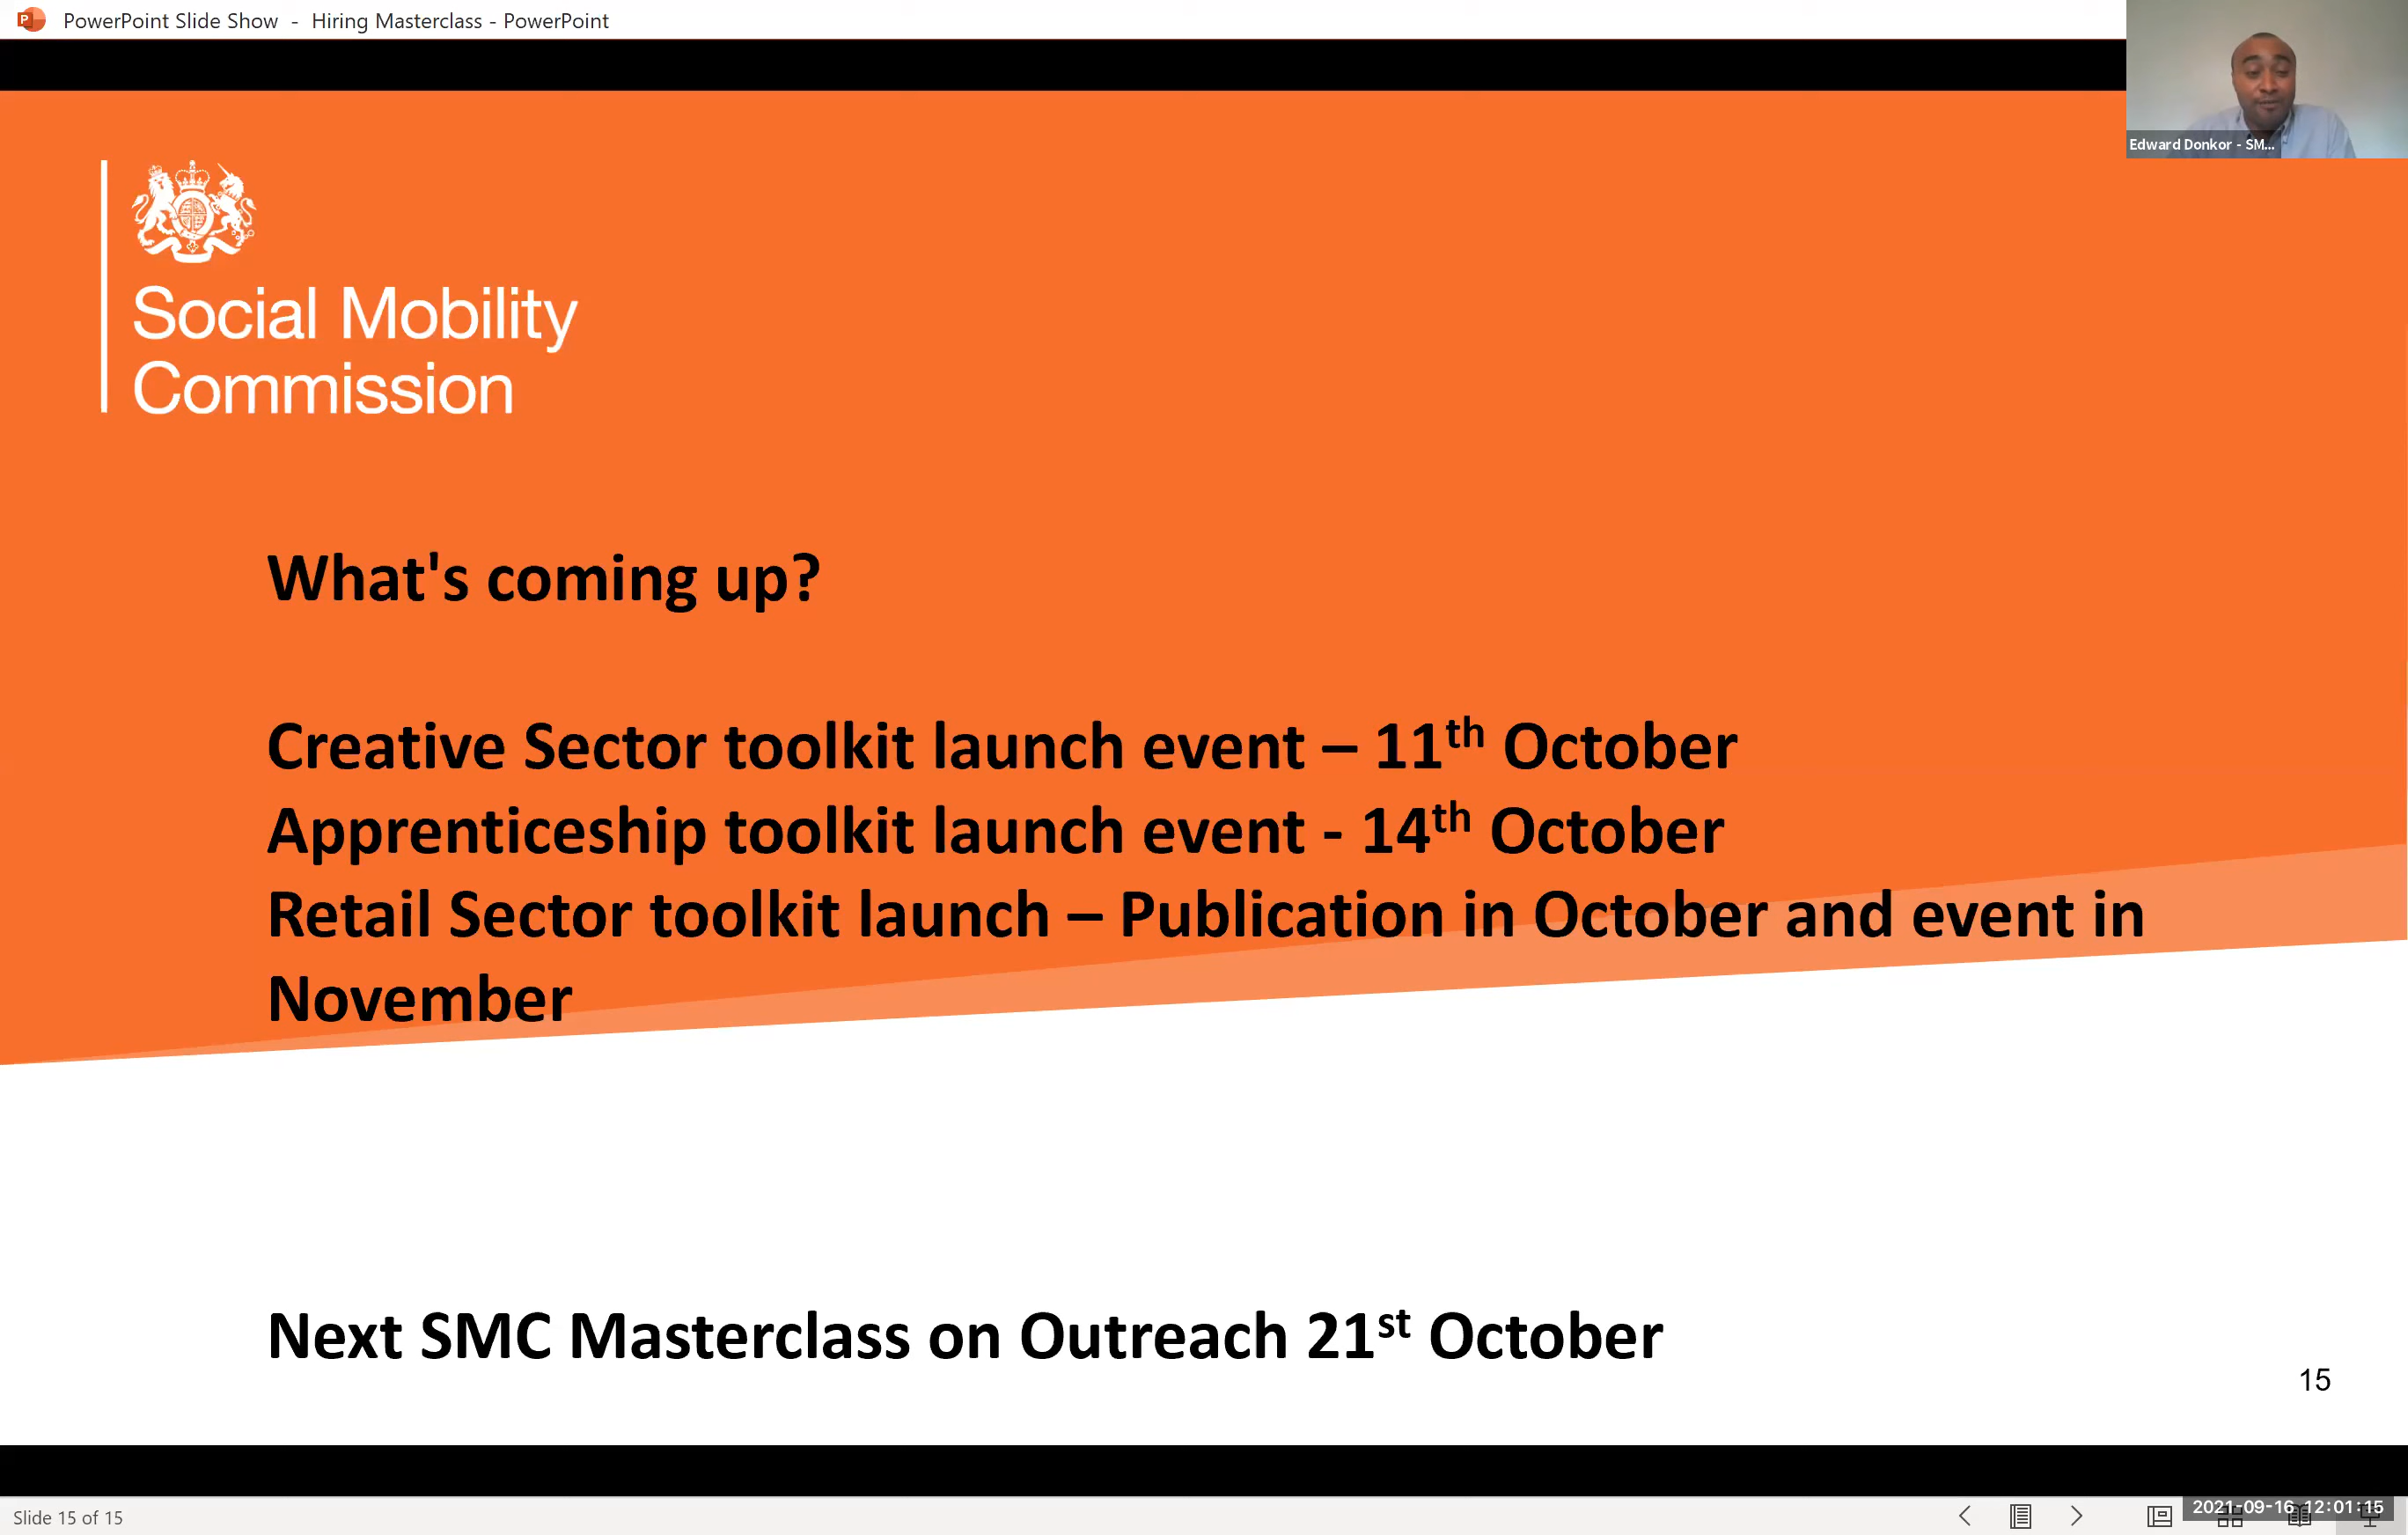 PowerPoint Slide Show - Hiring Masterclass - PowerPoint
Edward Donkor - SM...
Social Mobility
Commission
What's coming up?
Creative Sector toolkit launch event – 11th October
Apprenticeship toolkit launch event - 14th October
Retail Sector toolkit launch – Publication in October and event in
November
Next SMC Masterclass on Outreach 21st October
15
Slide 15 of 15
2021-09-16 12:01:15